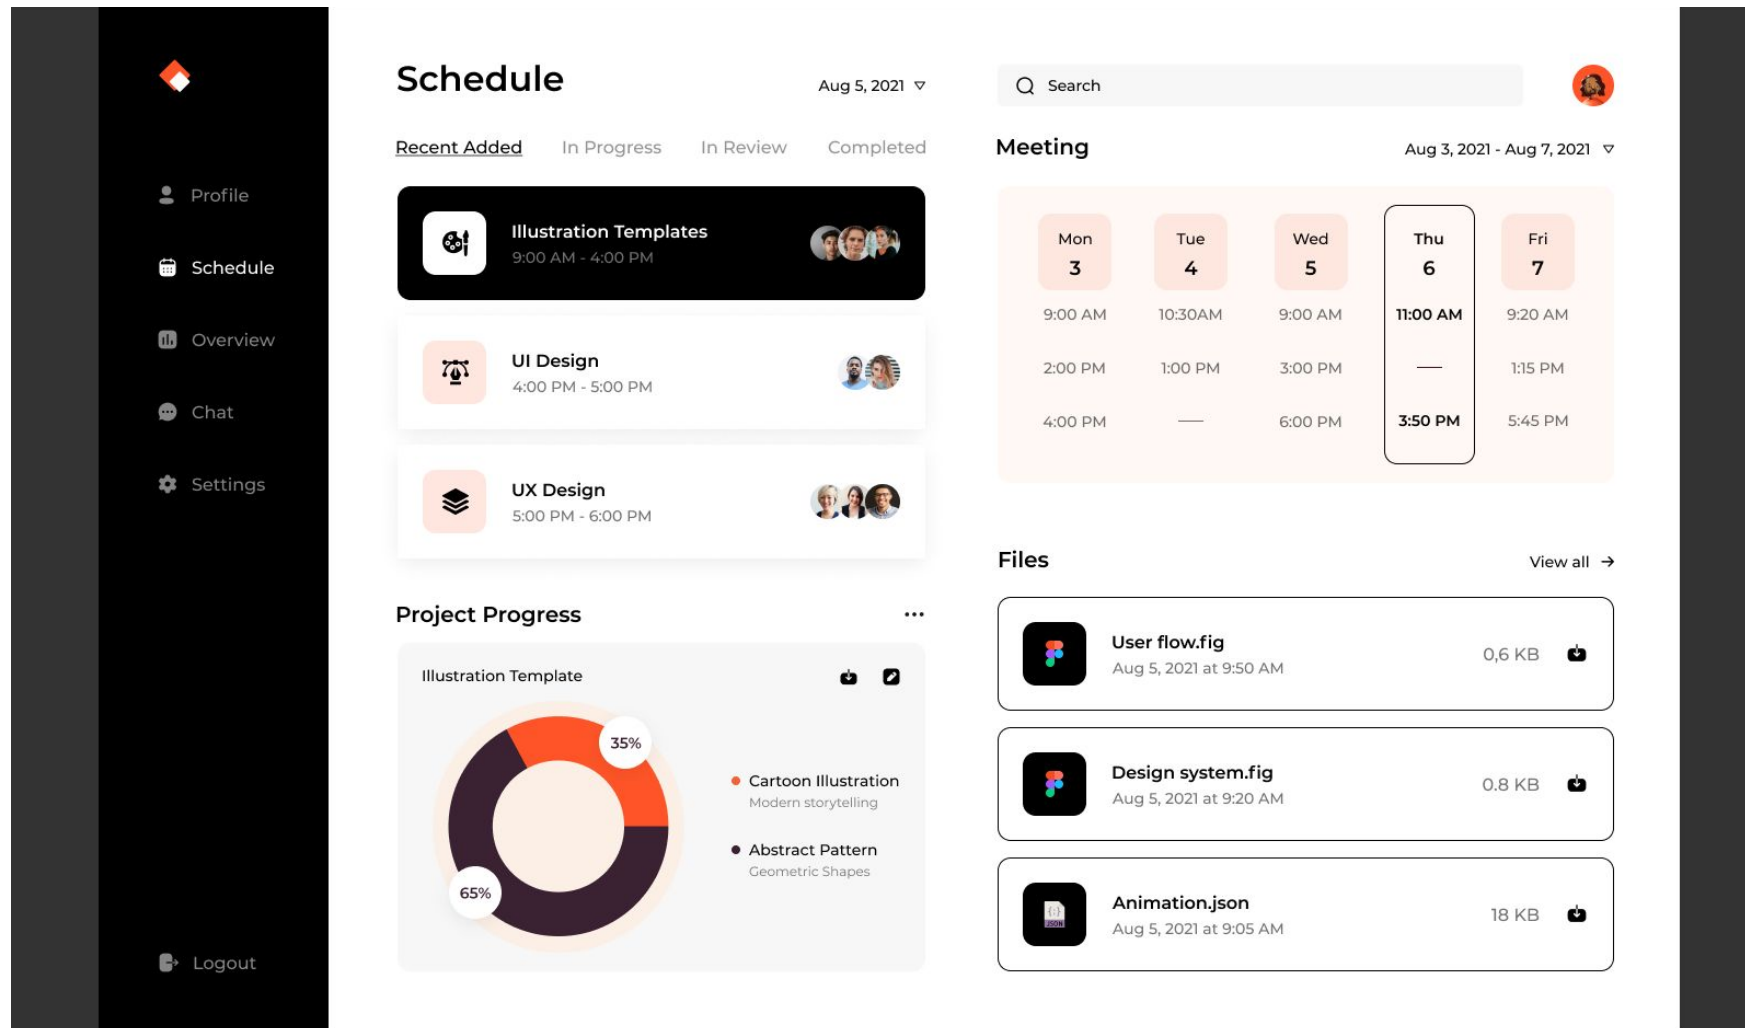 Profile
Schedule
Overview
Chat
Settings
Logout
Schedule
Aug 5, 2021
Recent Added In Progress In Review Completed
Illustration Templates
9:00 AM - 4:00 PM
UI Design
4:00 PM - 5:00 PM
UX Design
5:00 PM - 6:00 PM
Project Progress
Illustration Template
35%
65%
Cartoon Illustration
Modern storytelling
Abstract Pattern
Geometric Shapes
Search
Meeting
Aug 3, 2021 - Aug 7, 2021
Mon Tue Wed Thu Fri
3 4 5 6 7
9:00 AM 10:30AM 9:00 AM 11:00 AM 9:20 AM
2:00 PM 1:00 PM 3:00 PM — 1:15 PM
4:00 PM — 6:00 PM 3:50 PM 5:45 PM
Files
View all →
User flow.fig
Aug 5, 2021 at 9:50 AM
0,6 KB
Design system.fig
Aug 5, 2021 at 9:20 AM
0.8 KB
{;}
JSON
Animation.json
Aug 5, 2021 at 9:05 AM
18 KB